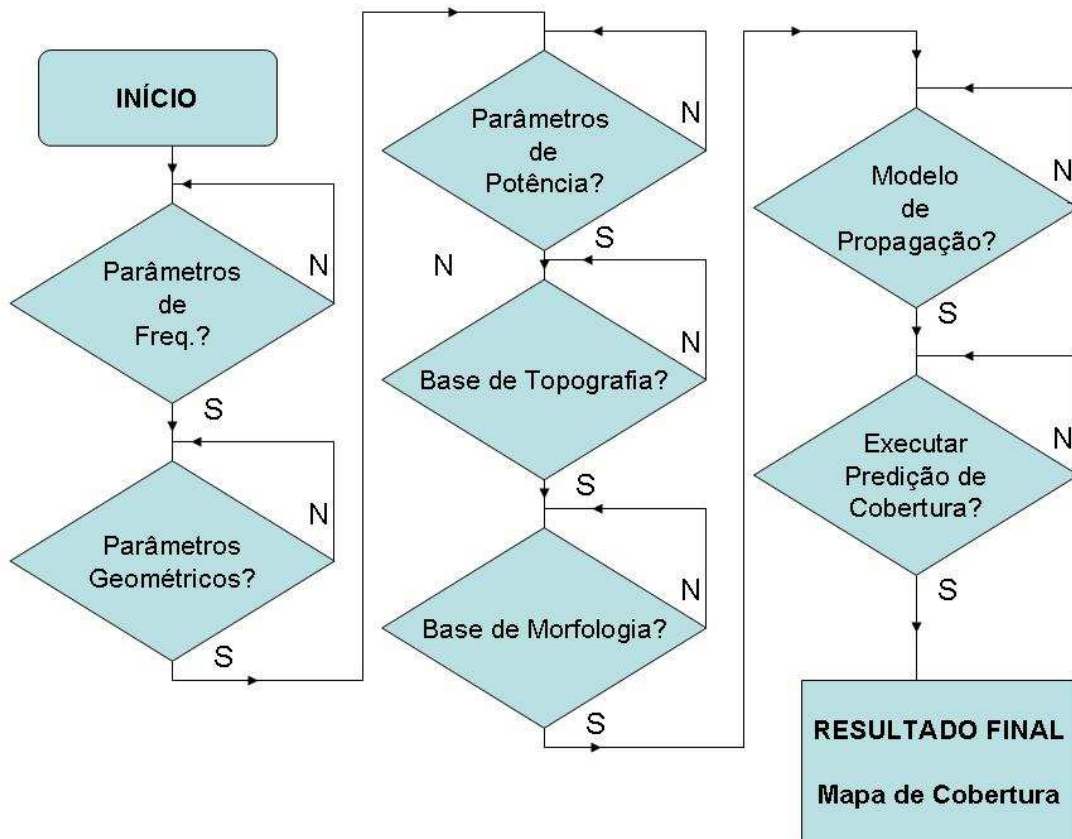 INÍCIO
Parâmetros
de
Freq.?
N
S
Parâmetros
Geométricos?
N
S
Parâmetros
de
Potência?
N
S
N
Base de Topografia?
N
S
Base de Morfologia?
N
S
Modelo
de
Propagação?
N
S
Executar
Predição de
Cobertura?
N
S
RESULTADO FINAL
Mapa de Cobertura